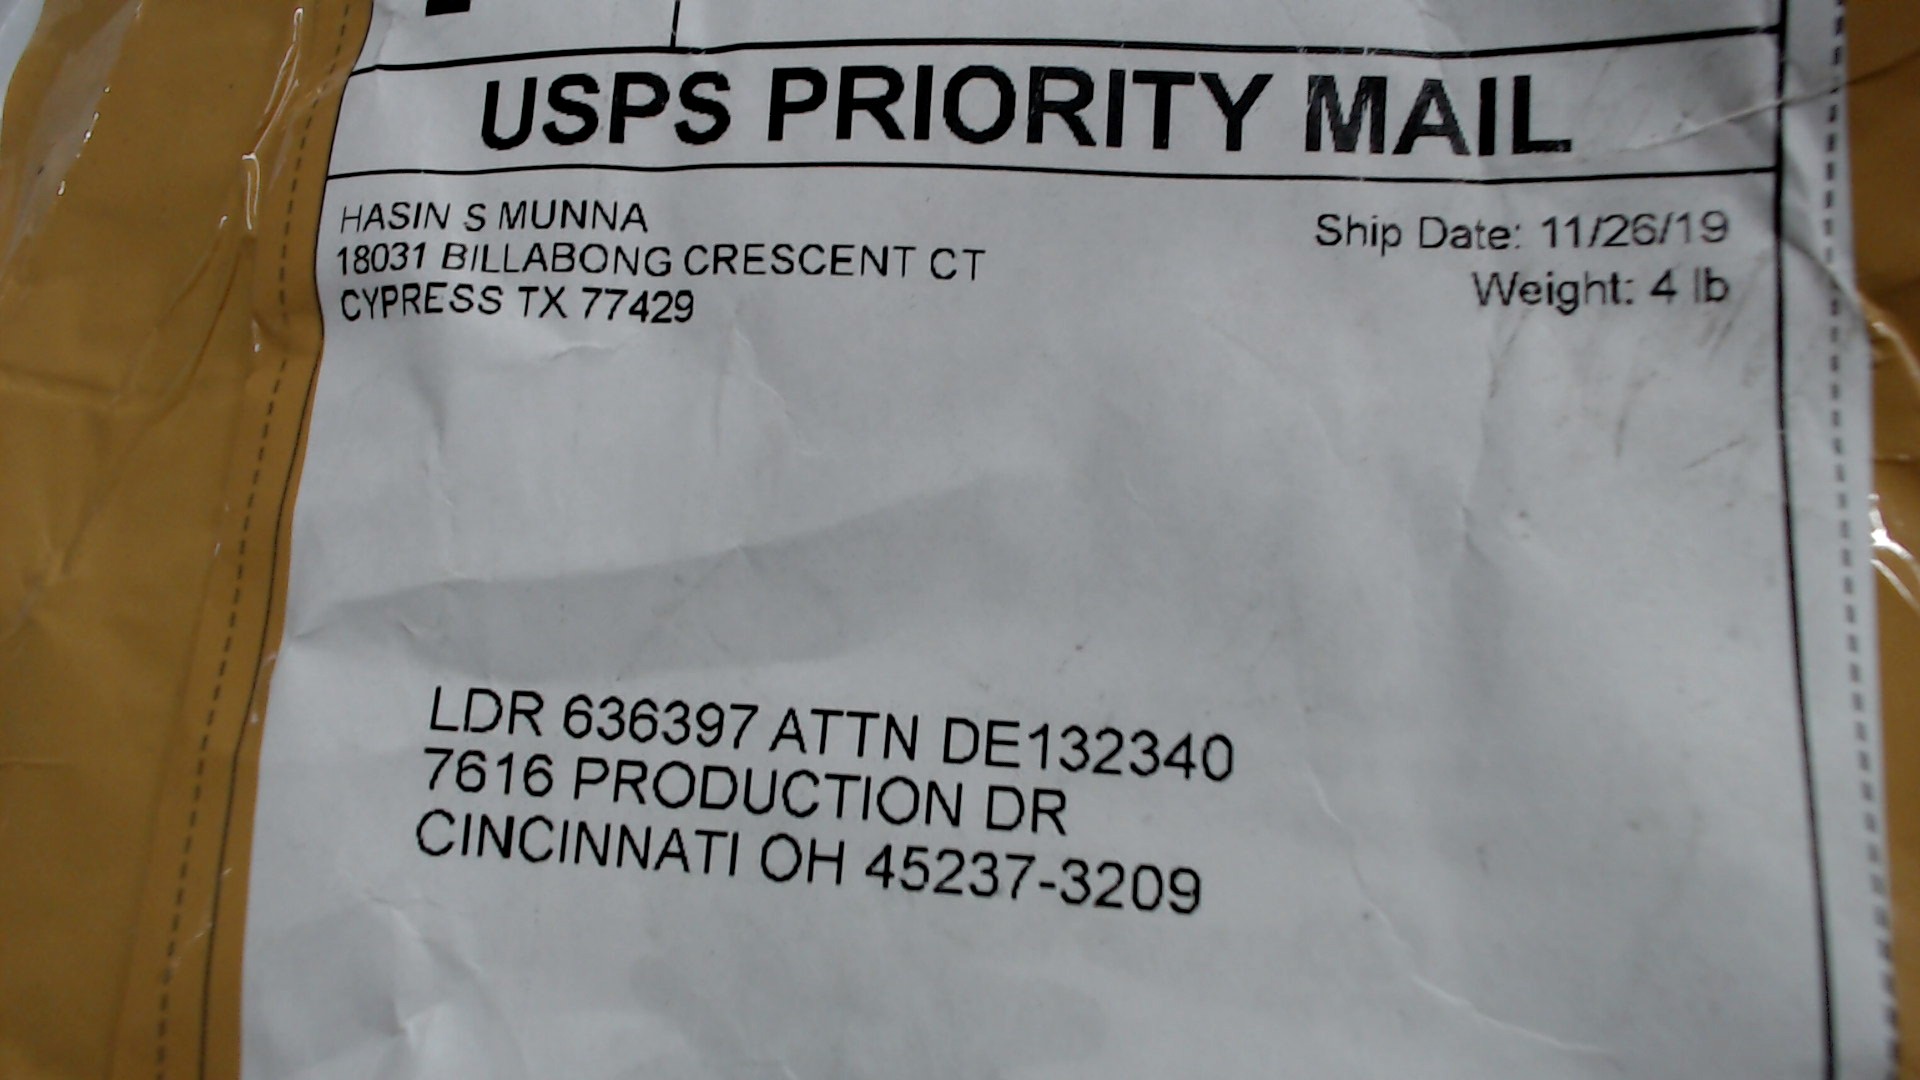 USPS PRIORITY MAIL
HASIN S MUNNA
18031 BILLABONG CRESCENT CT
CYPRESS TX 77429
Ship Date: 11/26/19
Weight: 4 lb
LDR 636397 ATTN DE132340
7616 PRODUCTION DR
CINCINNATI OH 45237-3209